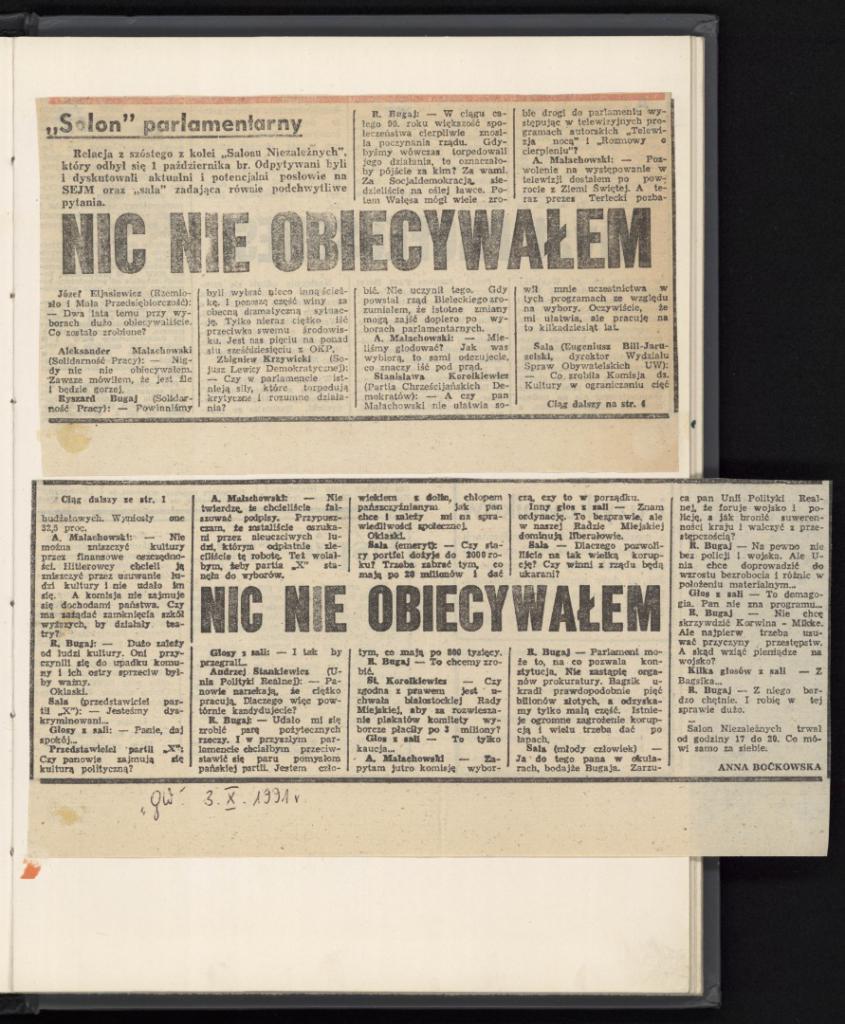 „Salon” parlamentarny
Relacja z szóstego z kolei „Salonu Niezależnych”,
który odbył się 1 października br. Odpytywani byli
i dyskutowali aktualni i potencjalni posłowie na
SEJM oraz „sala” zadająca równie podchwytliwe
pytania.
NIC NIE OBIECYWAŁEM
Józef Eljasiewicz (Rzemio-
sło i Mała Przedsiębiorczość):
— Dwa lata temu przy wy-
borach dużo obiecywaliście.
Co zostało zrobione?
Aleksander Małachowski
(Solidarność Pracy): — Nig-
dy nic nie obiecywałem.
Zawsze mówiłem, że jest źle
i będzie gorzej.
Ryszard Bugaj (Solidar-
ność Pracy): — Powinniśmy
byli wybrać nieco inną ścież-
kę. I ponoszę część winy za
obecną dramatyczną sytuac-
ję. Tylko nieraz ciężko iść
przeciwko swemu środowis-
ku. Jest nas pięciu na ponad
stu sześćdziesięciu z OKP.
Zbigniew Krzywicki (So-
jusz Lewicy Demokratycznej):
— Czy w parlamencie ist-
nieją siły, które torpedują
krytyczne i rozumne działa-
nia?
R. Bugaj: — W ciągu ca-
łego 90. roku większość spo-
łeczeństwa cierpliwie znosi-
ła poczynania rządu. Gdy-
byśmy wówczas torpedowali
jego działania, to oznaczało-
by pójście za kim? Za wami.
Za Socjaldemokracją, sie-
dzieliście na oślej ławce. Po-
tem Wałęsa mógł wiele zro-
bić. Nie uczynił tego. Gdy
powstał rząd Bieleckiego zro-
zumiałem, że istotne zmiany
mogą zajść dopiero po wy-
borach parlamentarnych.
A. Małachowski: — Mie-
liśmy głodować? Jak was
wybiorą, to sami odczujecie,
co znaczy iść pod prąd.
Stanisława Korolkiewicz
(Partia Chrześcijańskich De-
mokratów): — A czy pan
Małachowski nie ułatwia so-
bie drogi do parlamentu wy-
stępując w telewizyjnych pro-
gramach autorskich „Telewi-
zja nocą” i „Rozmowy o
cierpieniu”?
A. Małachowski: — Poz-
wolenie na występowanie w
telewizji dostałem po pow-
rocie z Ziemi Świętej. A te-
raz prezes Terlecki pozba-
wił mnie uczestnictwa w
tych programach ze względu
na wybory. Oczywiście, że
mi ułatwia, ale pracuję na
to kilkadziesiąt lat.
Sala (Eugeniusz Bill-Jaru-
zelski, dyrektor Wydziału
Spraw Obywatelskich UW):
— Co zrobiła Komisja ds.
Kultury w ograniczaniu cięć
Ciąg dalszy na str. 4
Ciąg dalszy ze str. 1
budżetowych. Wyniosły one
32,5 proc.
A. Małachowski: — Nie
można zniszczyć kultury
przez finansowe oszczędno-
ści. Hitlerowcy chcieli ją
zniszczyć przez usuwanie lu-
dzi kultury i nie udało im
się. A komisja nie zajmuje
się dochodami państwa. Czy
ma zażądać zamknięcia szkół
wyższych, by działały tea-
try?
R. Bugaj: — Dużo zależy
od ludzi kultury. Oni przy-
czynili się do upadku komu-
ny i ich ostry sprzeciw był-
by ważny.
Oklaski.
Sala (przedstawiciel par-
tii „X”): — Jesteśmy dys-
kryminowani...
Głosy z sali: — Panie, daj
spokój...
Przedstawiciel partii „X”:
Czy panowie zajmują się
kulturą polityczną?
A. Małachowski: — Nie
twierdzę, że chcieliście fał-
szować podpisy. Przypusz-
czam, że zostaliście oszuka-
ni przez nieuczciwych lu-
dzi, którym odpłatnie zle-
ciliście tę robotę. Też wolał-
bym, żeby partia „X” sta-
nęła do wyborów.
NIC NIE OBIECYWAŁEM
Głosy z sali: — I tak by
przegrali...
Andrzej Stankiewicz (U-
nia Polityki Realnej): — Pa-
nowie narzekają, że ciężko
pracują. Dlaczego więc pow-
tórnie kandydujecie?
R. Bugaj: — Udało mi się
zrobić parę pożytecznych
rzeczy. I w przyszłym par-
lamencie chciałbym przeciw-
stawić się paru pomysłom
pańskiej partii. Jestem czło-
wiekiem z dołu, chłopem
pańszczyźnianym jak pan
chce i zależy mi na spra-
wiedliwości społecznej.
Oklaski.
Sala (emeryt): — Czy sta-
ry portfel dożyje do 2000 ro-
ku? Trzeba zabrać tym, co
mają po 20 milionów i dać
tym, co mają po 800 tysięcy.
R. Bugaj — To chcemy zro-
bić.
St. Korolkiewicz — Czy
zgodna z prawem jest u-
chwała białostockiej Rady
Miejskiej, aby za rozwiesza-
nie plakatów komitety wy-
borcze płaciły po 3 miliony?
Głos z sali — To tylko
kaucja...
A. Małachowski — Za-
pytam jutro komisję wybor-
czą, czy to w porządku.
Inny głos z sali — Znam
ordynację. To bezprawie, ale
w naszej Radzie Miejskiej
dominują liberałowie.
Sala — Dlaczego pozwoli-
liście na tak wielką korup-
cję? Czy winni z rządu będą
ukarani?
R. Bugaj — Parlament mo-
że to, na co pozwala kon-
stytucja. Nie zastąpię orga-
nów prokuratury. Bagsik u-
kradł prawdopodobnie pięć
bilionów złotych, a odzyska-
my tylko małą część. Istnie-
je ogromne zagrożenie korup-
cją i wielu trzeba dać po
łapach.
Sala (młody człowiek) —
Ja do tego pana w okula-
rach, bodajże Bugaja. Zarzu-
ca pan Unii Polityki Real-
nej, że foruje wojsko i po-
licję, a jak bronić suweren-
ności kraju i walczyć z prze-
stępczością?
R. Bugaj: — Na pewno nie
bez policji i wojska. Ale U-
nia chce doprowadzić do
wzrostu bezrobocia i różnic w
położeniu materialnym...
Głos z sali — To demago-
gia. Pan nie zna programu...
R. Bugaj — Nie chcę
skrzywdzić Korwina - Mikke.
Ale najpierw trzeba usu-
wać przyczyny przestępstw.
A skąd wziąć pieniądze na
wojsko?
Kilka głosów z sali — Z
Bagsika...
R. Bugaj — Z niego bar-
dzo chętnie. I robię w tej
sprawie dużo.
...
Salon Niezależnych trwał
od godziny 17 do 20. Co mó-
wi samo za siebie.
ANNA BOĆKOWSKA
„GW” 3. X. 1991 r.